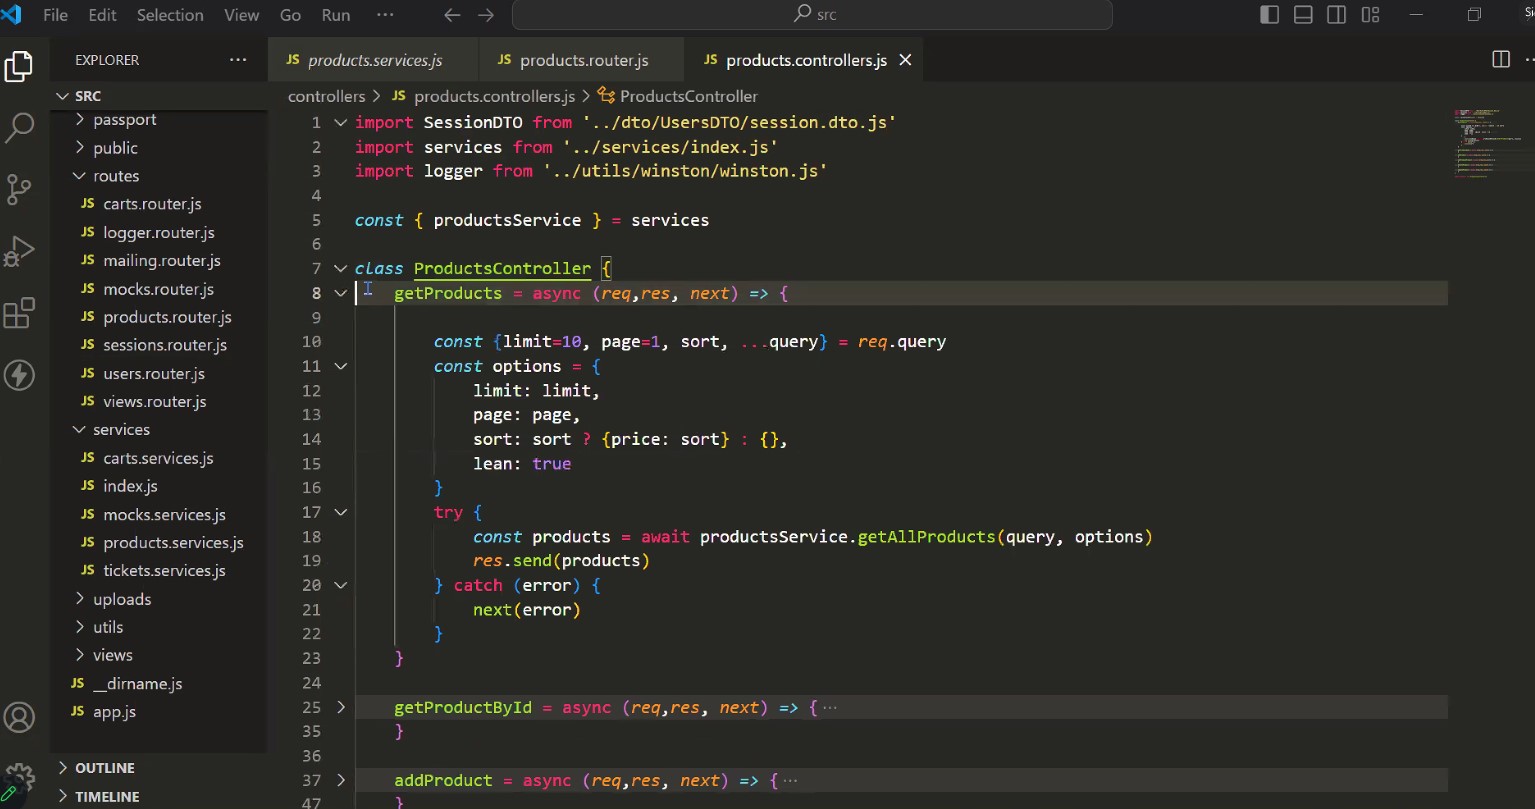 File Edit Selection View Go Run ··· src
EXPLORER ···
SRC
passport
public
routes
JS carts.router.js
JS logger.router.js
JS mailing.router.js
JS mocks.router.js
JS products.router.js
JS sessions.router.js
JS users.router.js
JS views.router.js
services
JS carts.services.js
JS index.js
JS mocks.services.js
JS products.services.js
JS tickets.services.js
uploads
utils
views
JS __dirname.js
JS app.js
OUTLINE
TIMELINE
JS products.services.js JS products.router.js JS products.controllers.js
controllers > JS products.controllers.js > ProductsController
1 import SessionDTO from '../dto/UsersDTO/session.dto.js'
2 import services from '../services/index.js'
3 import logger from '../utils/winston/winston.js'
4
5 const { productsService } = services
6
7 class ProductsController {
8 getProducts = async (req,res, next) => {
9
10 const {limit=10, page=1, sort, ...query} = req.query
11 const options = {
12 limit: limit,
13 page: page,
14 sort: sort ? {price: sort} : {},
15 lean: true
16 }
17 try {
18 const products = await productsService.getAllProducts(query, options)
19 res.send(products)
20 } catch (error) {
21 next(error)
22 }
23 }
24
25 getProductById = async (req,res, next) => { ···
35 }
36
37 addProduct = async (req,res, next) => { ···
47 }